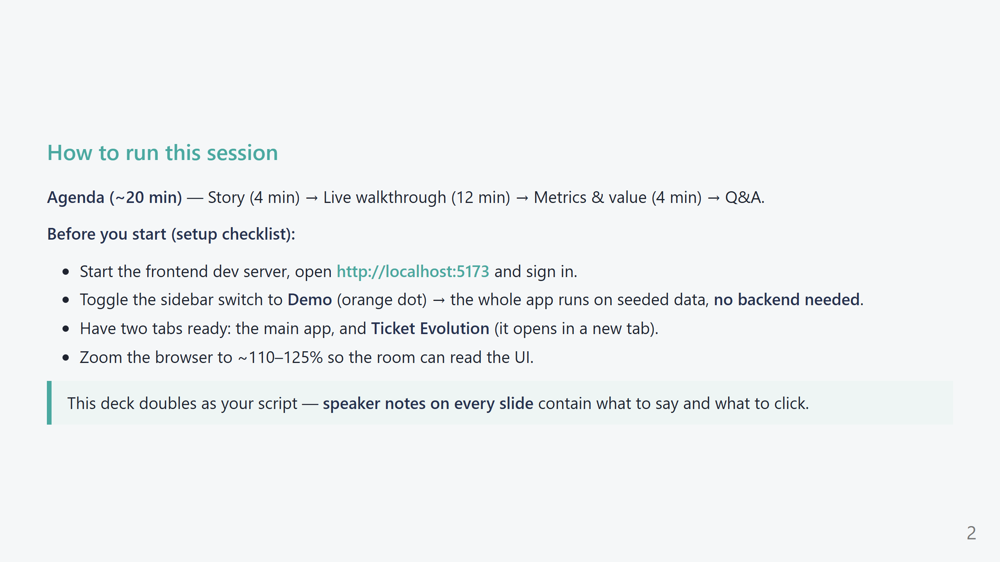 How to run this session
Agenda (~20 min) — Story (4 min) → Live walkthrough (12 min) → Metrics & value (4 min) → Q&A.
Before you start (setup checklist):
• Start the frontend dev server, open http://localhost:5173 and sign in.
• Toggle the sidebar switch to Demo (orange dot) → the whole app runs on seeded data, no backend needed.
• Have two tabs ready: the main app, and Ticket Evolution (it opens in a new tab).
• Zoom the browser to ~110–125% so the room can read the UI.
This deck doubles as your script — speaker notes on every slide contain what to say and what to click.
2